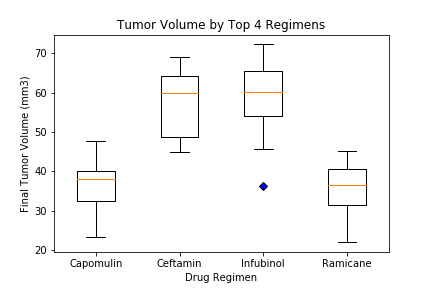 Tumor Volume by Top 4 Regimens
Final Tumor Volume (mm3)
70
60
50
40
30
20
Capomulin Ceftamin Infubinol Ramicane
Drug Regimen